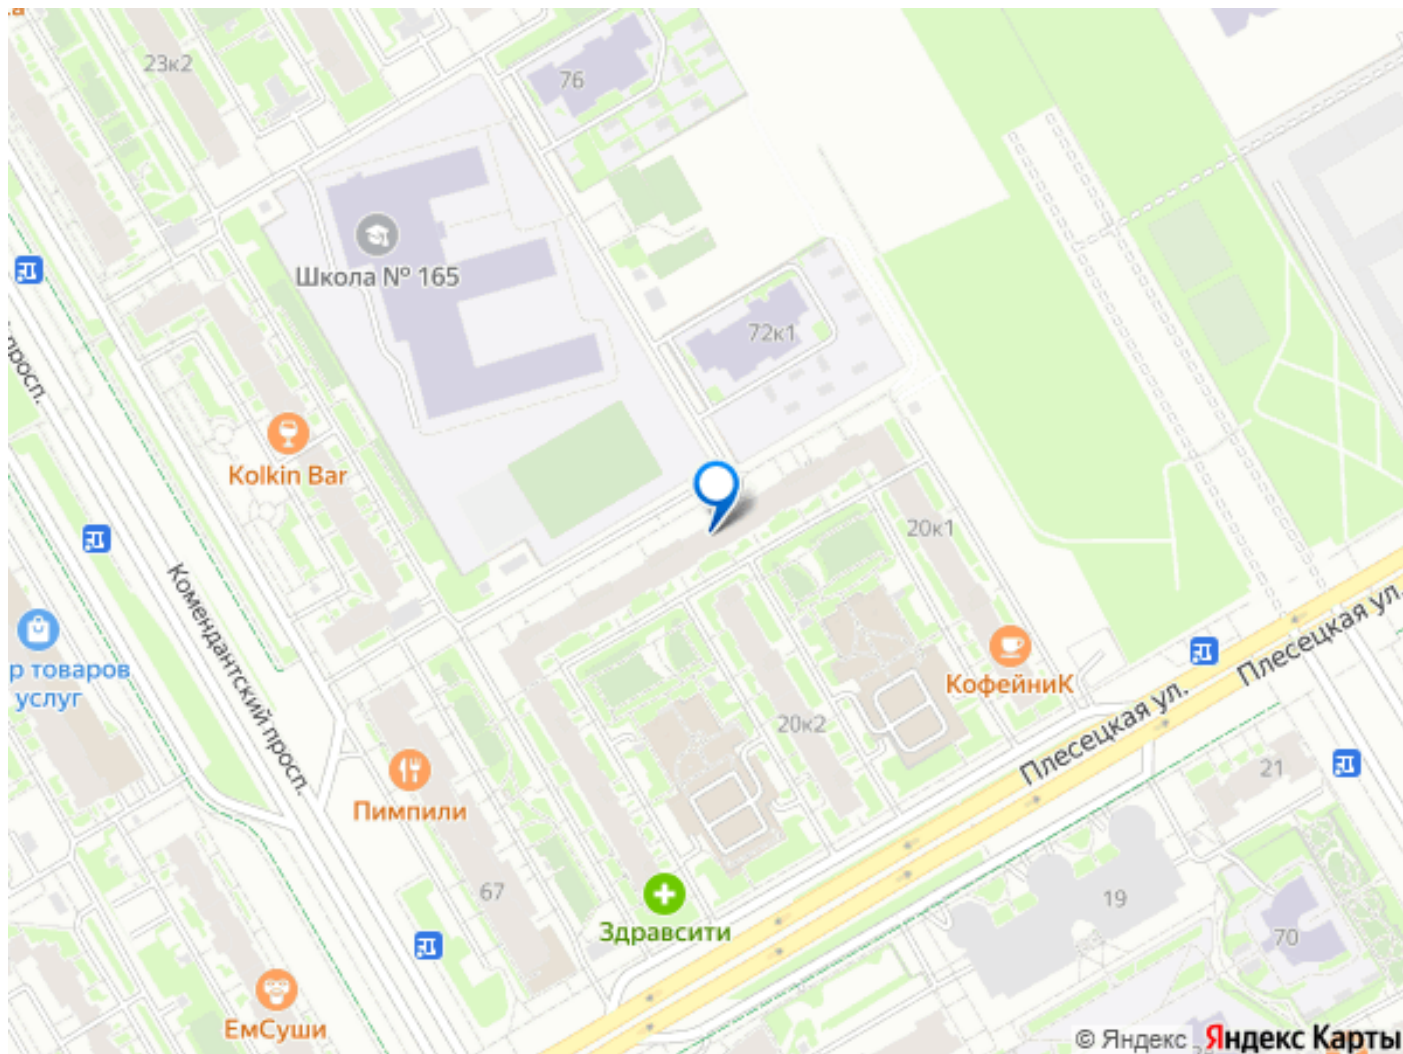 23к2
76
Школа № 165
72к1
просп.
Kolkin Bar
20к1
Комендантский просп.
р товаров
услуг
КофейниК
Плесецкая ул.
Плесецкая ул.
20к2
Пимпили
21
67
19
Здравсити
70
ЕмСуши
© Яндекс Яндекс Карты